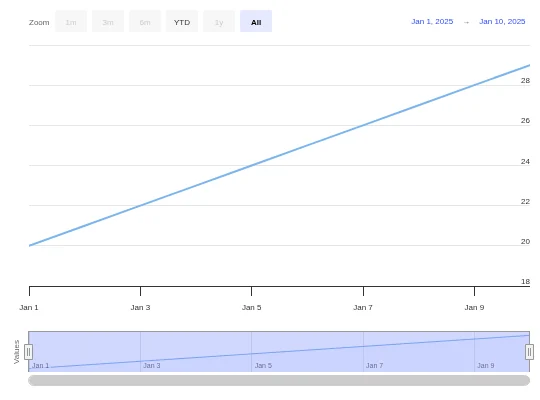 Zoom 1m 3m 6m YTD 1y All Jan 1, 2025 → Jan 10, 2025
28
26
24
22
20
18
Jan 1 Jan 3 Jan 5 Jan 7 Jan 9
Values
Jan 1 Jan 3 Jan 5 Jan 7 Jan 9